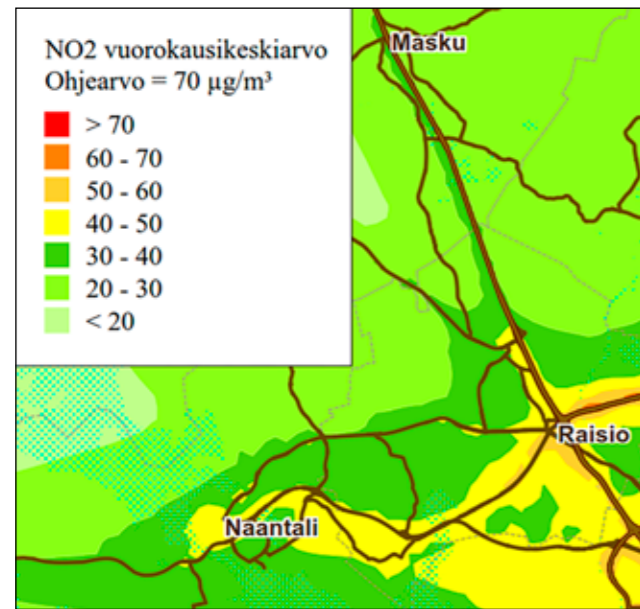 NO2 vuorokausikeskiarvo
Ohjearvo = 70 µg/m³
> 70
60 - 70
50 - 60
40 - 50
30 - 40
20 - 30
< 20
Masku
Raisio
Naantali